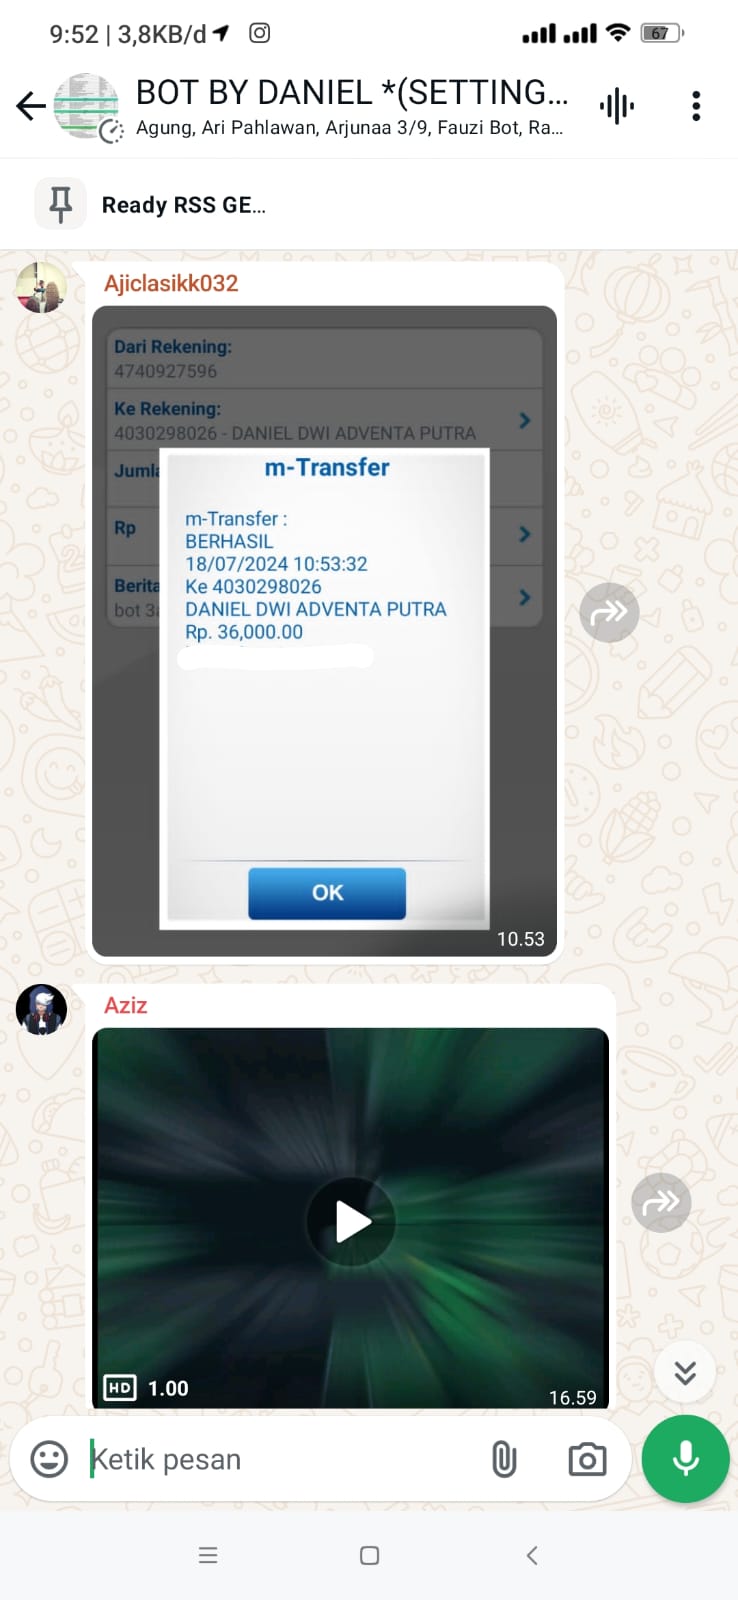 9:52 | 3,8KB/d
67
BOT BY DANIEL *(SETTING...
Agung, Ari Pahlawan, Arjunaa 3/9, Fauzi Bot, Ra...
Ready RSS GE...
Ajiclasikk032
Dari Rekening:
4740927596
Ke Rekening:
4030298026 - DANIEL DWI ADVENTA PUTRA
Jumla
Rp
Berita
bot 3
m-Transfer
m-Transfer :
BERHASIL
18/07/2024 10:53:32
Ke 4030298026
DANIEL DWI ADVENTA PUTRA
Rp. 36,000.00
OK
10.53
Aziz
HD 1.00
16.59
Ketik pesan